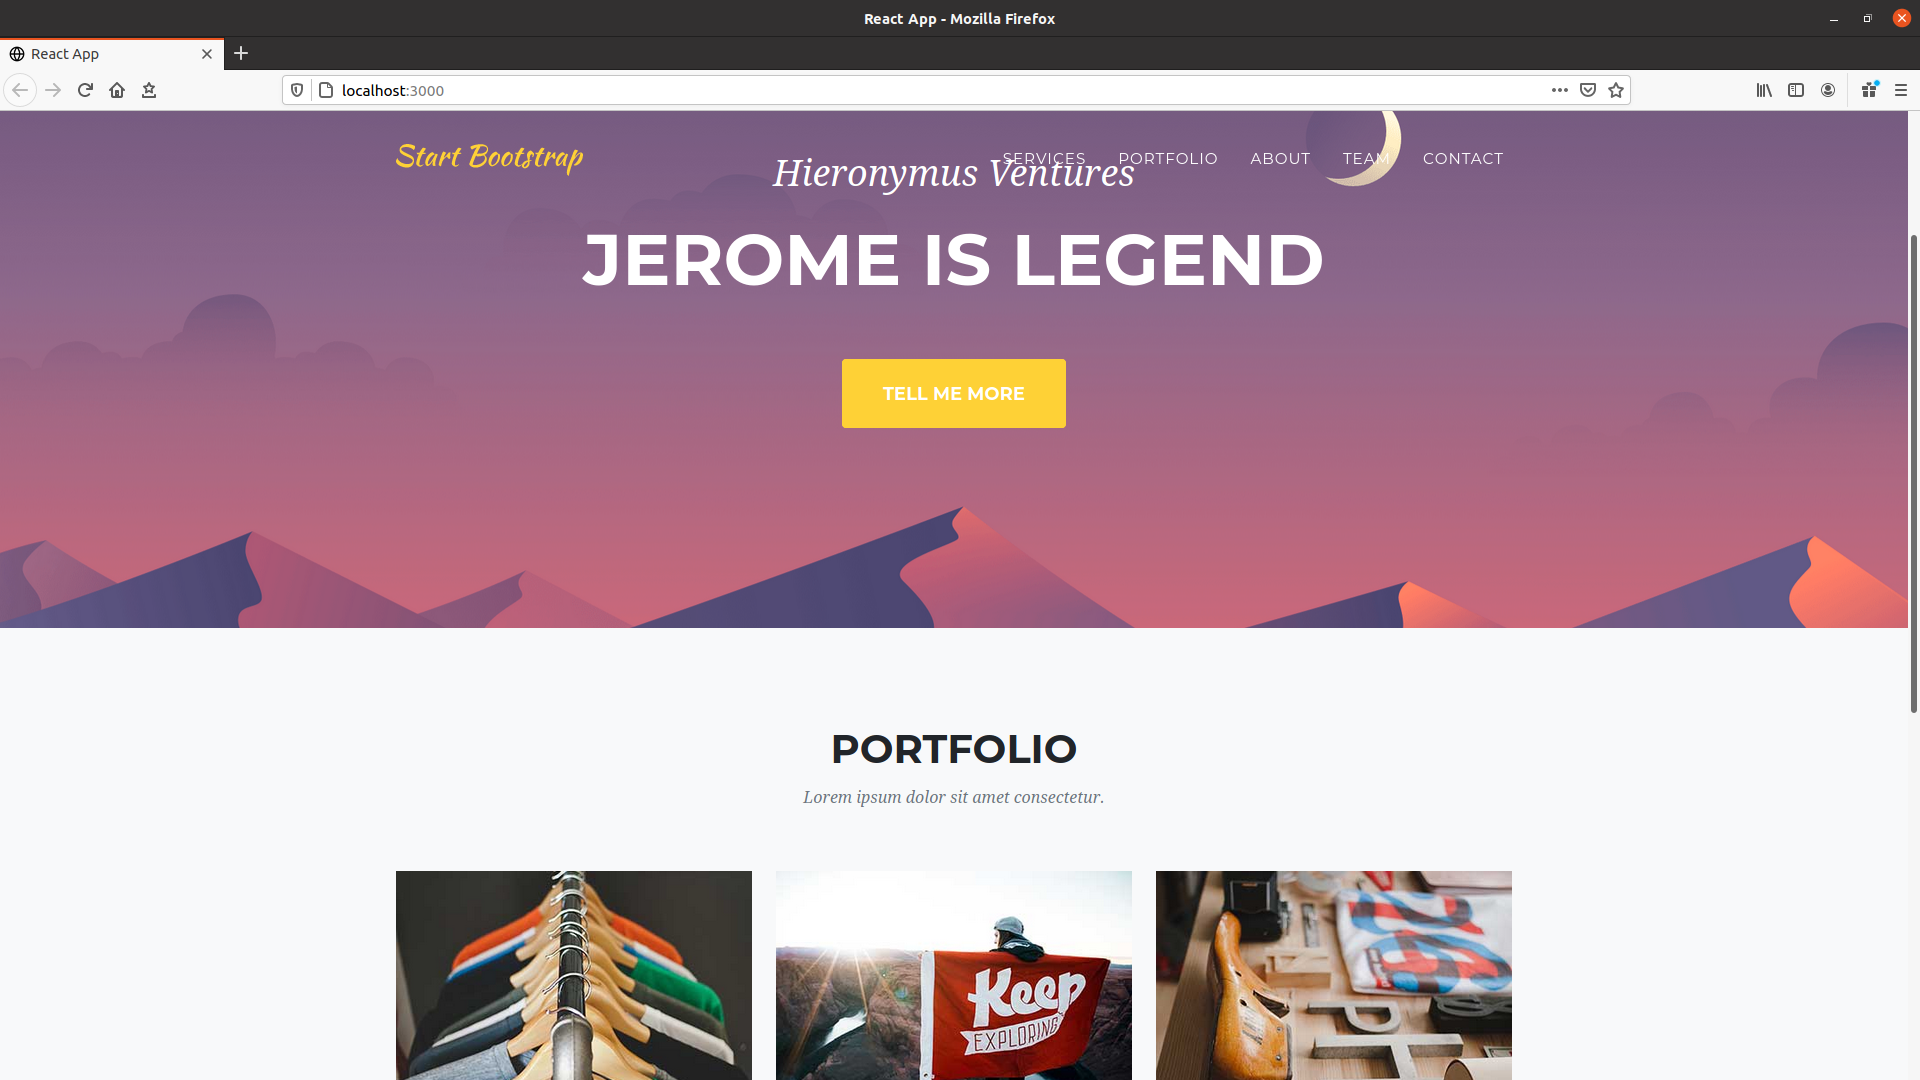 React App - Mozilla Firefox
React App
localhost:3000
Start Bootstrap
SERVICES PORTFOLIO ABOUT TEAM CONTACT
Hieronymus Ventures
JEROME IS LEGEND
TELL ME MORE
PORTFOLIO
Lorem ipsum dolor sit amet consectetur.
Keep
EXPLORING